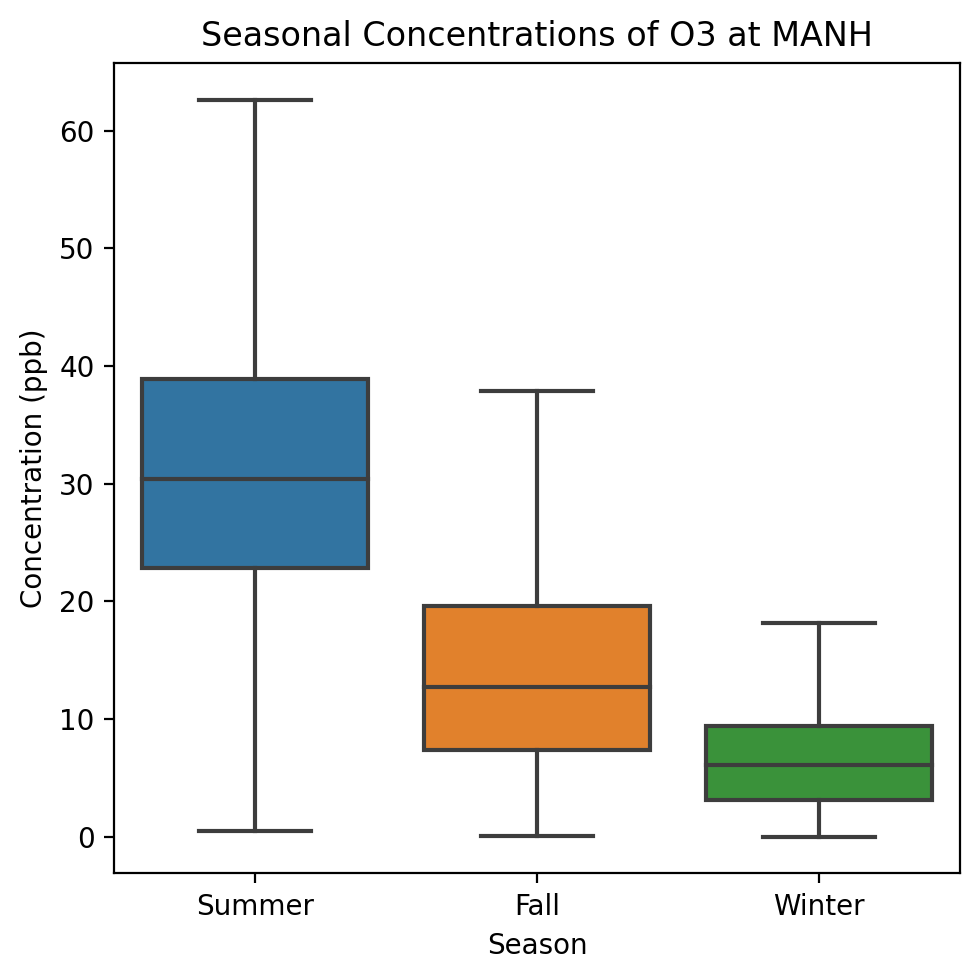 Seasonal Concentrations of O3 at MANH
Concentration (ppb)
60
50
40
30
20
10
0
Summer Fall Winter
Season